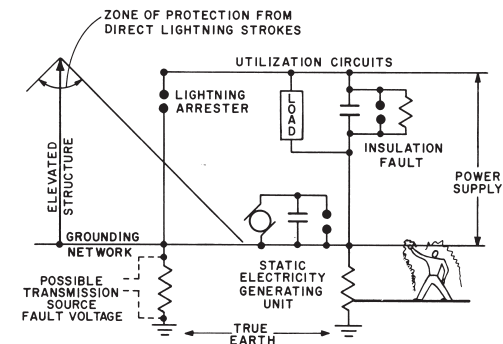 ZONE OF PROTECTION FROM
DIRECT LIGHTNING STROKES
UTILIZATION CIRCUITS
LIGHTNING
ARRESTER
LOAD
INSULATION
FAULT
POWER
SUPPLY
ELEVATED
STRUCTURE
GROUNDING
NETWORK
POSSIBLE
TRANSMISSION
SOURCE
FAULT VOLTAGE
STATIC
ELECTRICITY
GENERATING
UNIT
TRUE
EARTH